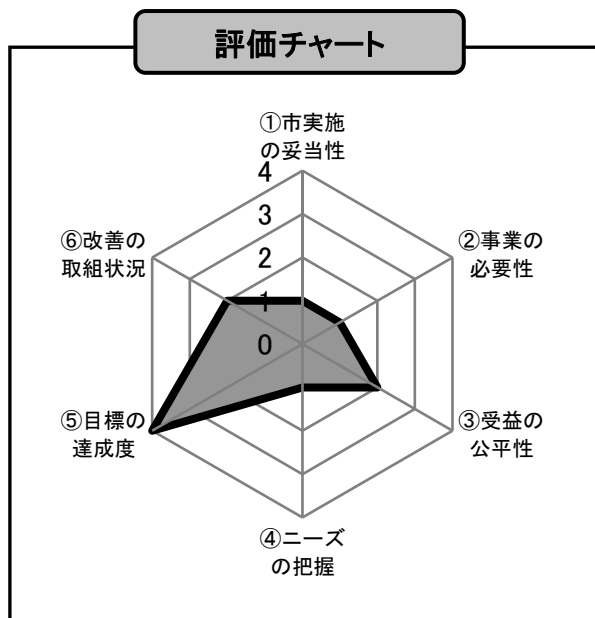 評価チャート
①市実施
の妥当性
4
3
2
1
0
②事業の
必要性
③受益の
公平性
④ニーズ
の把握
⑤目標の
達成度
⑥改善の
取組状況